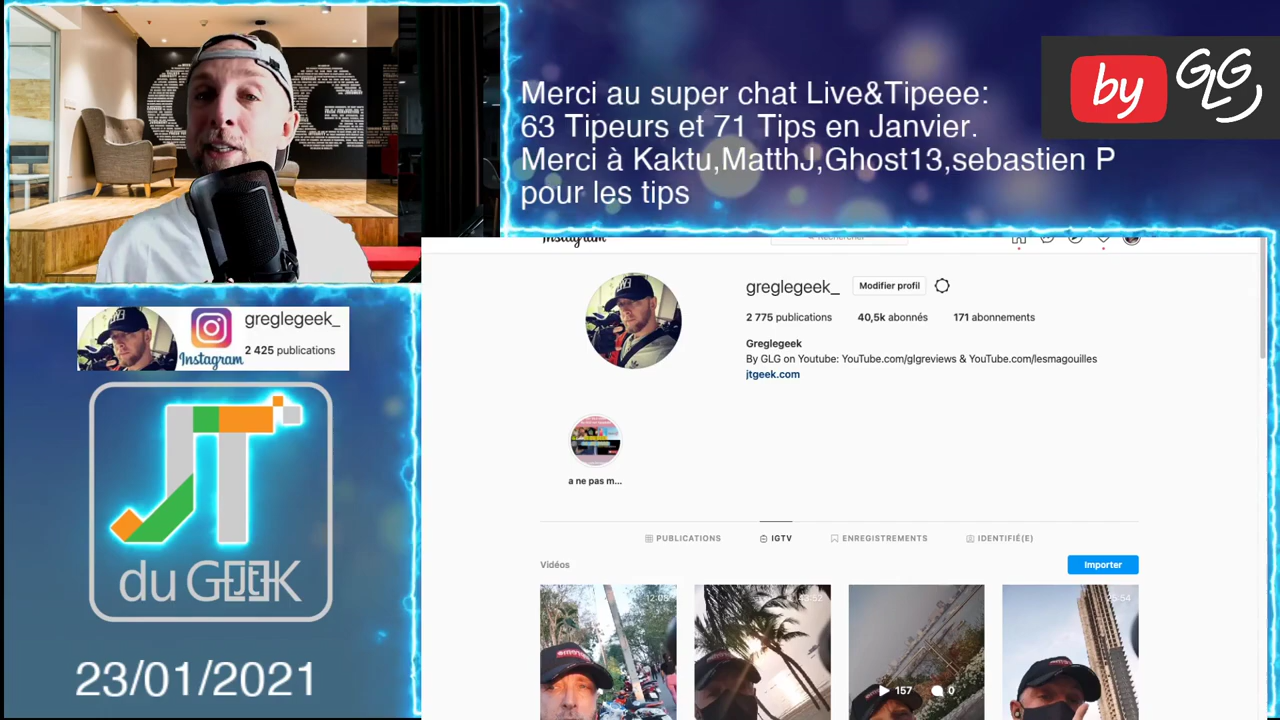 Merci au super chat Live&Tipeee:
63 Tipeurs et 71 Tips en Janvier.
Merci à Kaktu,MatthJ,Ghost13,sebastien P
pour les tips
by GLG
Instagram
Rechercher
greglegeek_
Modifier profil
2 775 publications 40,5k abonnés 171 abonnements
Greglegeek
By GLG on Youtube: YouTube.com/glgreviews & YouTube.com/lesmagouilles
jtgeek.com
a ne pas m...
PUBLICATIONS IGTV ENREGISTREMENTS IDENTIFIÉ(E)
Vidéos
Importer
157 0
greglegeek_
Instagram
2 425 publications
JT
du GEEK
23/01/2021